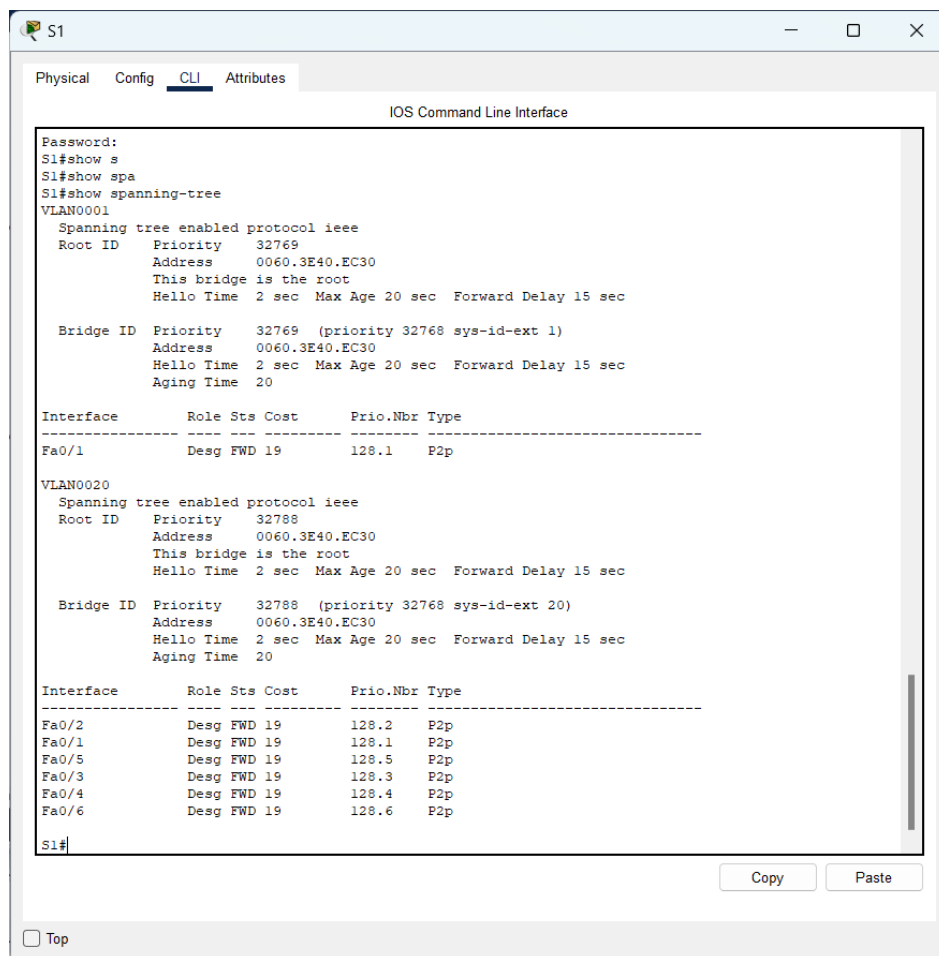 S1
Physical Config CLI Attributes
IOS Command Line Interface
Password:
S1#show s
S1#show spa
S1#show spanning-tree
VLAN0001
  Spanning tree enabled protocol ieee
  Root ID    Priority    32769
             Address     0060.3E40.EC30
             This bridge is the root
             Hello Time  2 sec  Max Age 20 sec  Forward Delay 15 sec

  Bridge ID  Priority    32769  (priority 32768 sys-id-ext 1)
             Address     0060.3E40.EC30
             Hello Time  2 sec  Max Age 20 sec  Forward Delay 15 sec
             Aging Time  20

Interface        Role Sts Cost      Prio.Nbr Type
---------------- ---- --- --------- -------- --------------------------------
Fa0/1            Desg FWD 19        128.1    P2p

VLAN0020
  Spanning tree enabled protocol ieee
  Root ID    Priority    32788
             Address     0060.3E40.EC30
             This bridge is the root
             Hello Time  2 sec  Max Age 20 sec  Forward Delay 15 sec

  Bridge ID  Priority    32788  (priority 32768 sys-id-ext 20)
             Address     0060.3E40.EC30
             Hello Time  2 sec  Max Age 20 sec  Forward Delay 15 sec
             Aging Time  20

Interface        Role Sts Cost      Prio.Nbr Type
---------------- ---- --- --------- -------- --------------------------------
Fa0/2            Desg FWD 19        128.2    P2p
Fa0/1            Desg FWD 19        128.1    P2p
Fa0/5            Desg FWD 19        128.5    P2p
Fa0/3            Desg FWD 19        128.3    P2p
Fa0/4            Desg FWD 19        128.4    P2p
Fa0/6            Desg FWD 19        128.6    P2p

S1#
Copy Paste
Top